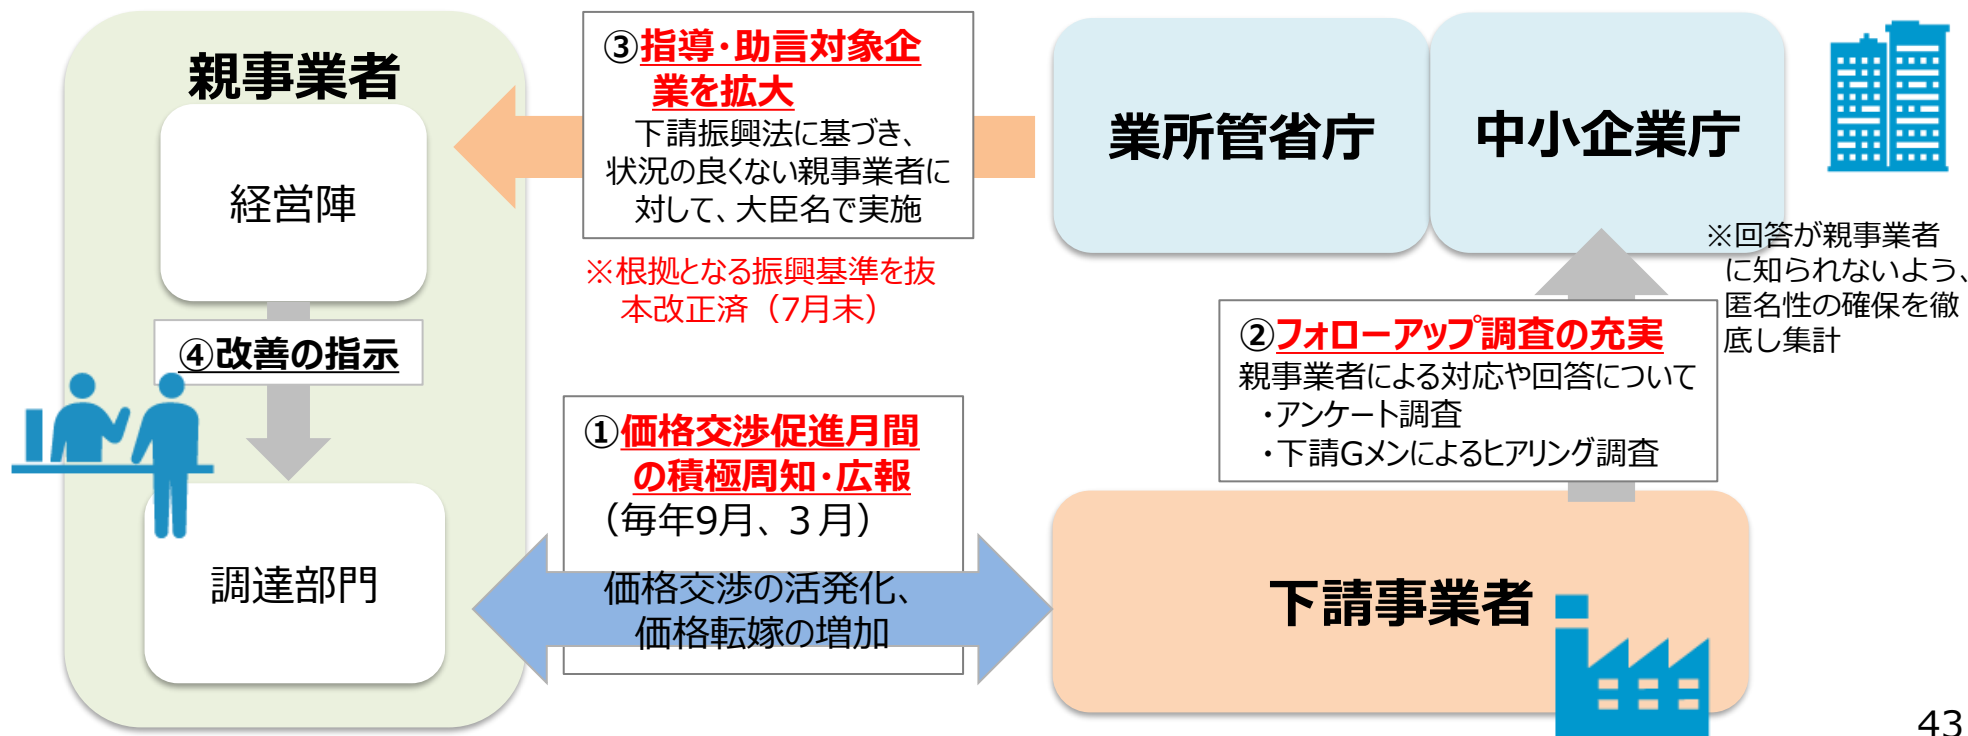 親事業者
経営陣
④改善の指示
調達部門
③指導・助言対象企
業を拡大
下請振興法に基づき、
状況の良くない親事業者に
対して、大臣名で実施
※根拠となる振興基準を抜
本改正済（7月末）
①価格交渉促進月間
の積極周知・広報
（毎年9月、３月）
価格交渉の活発化、
価格転嫁の増加
業所管省庁
中小企業庁
※回答が親事業者
に知られないよう、
匿名性の確保を徹
底し集計
②フォローアップ調査の充実
親事業者による対応や回答について
・アンケート調査
・下請Gメンによるヒアリング調査
下請事業者
43